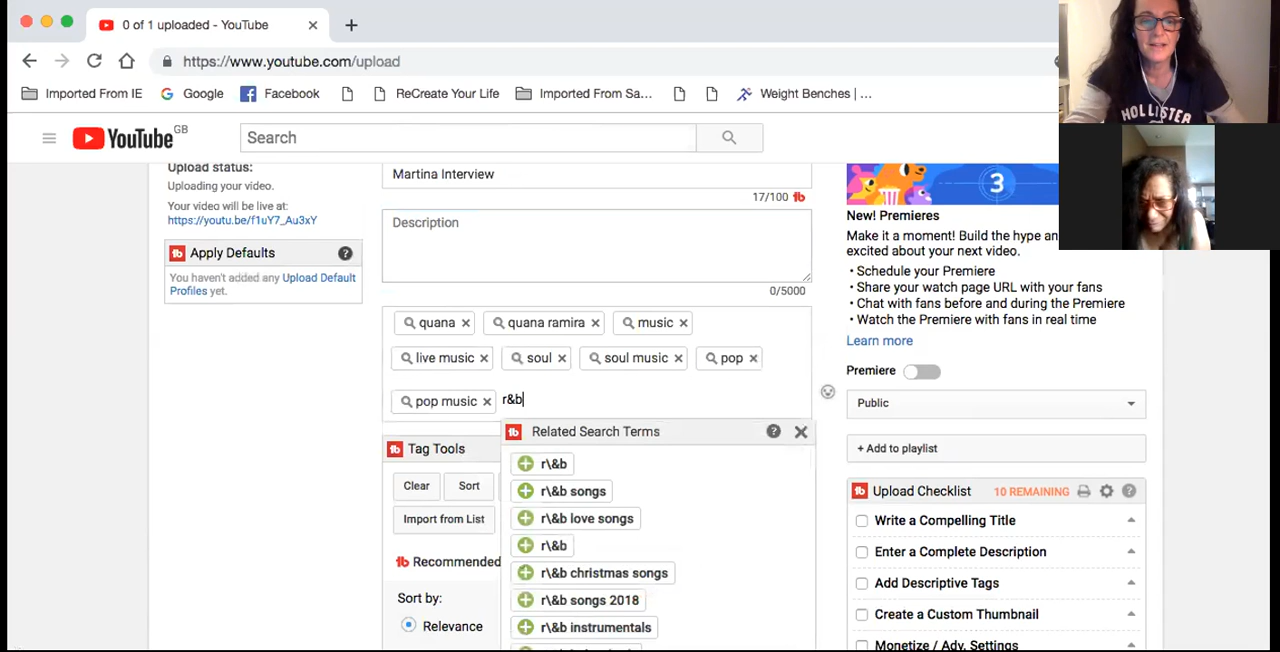 0 of 1 uploaded - YouTube
https://www.youtube.com/upload
Imported From IE
Google
Facebook
ReCreate Your Life
Imported From Sa...
Weight Benches | ...
YouTube GB
Search
HOLLISTER
Upload status:
Uploading your video.
Your video will be live at:
https://youtu.be/f1uY7_Au3xY
tb Apply Defaults ?
You haven't added any Upload Default
Profiles yet.
Martina Interview
17/100 tb
Description
0/5000
quana
quana ramira
music
live music
soul
soul music
pop
pop music
r&b
tb Related Search Terms ?
r\&b
r\&b songs
r\&b love songs
r\&b
r\&b christmas songs
r\&b songs 2018
r\&b instrumentals
tb Tag Tools
Clear
Sort
Import from List
tb Recommended
Sort by:
Relevance
3
New! Premieres
Make it a moment! Build the hype an
excited about your next video.
• Schedule your Premiere
• Share your watch page URL with your fans
• Chat with fans before and during the Premiere
• Watch the Premiere with fans in real time
Learn more
Premiere
Public
+ Add to playlist
tb Upload Checklist 10 REMAINING ?
Write a Compelling Title
Enter a Complete Description
Add Descriptive Tags
Create a Custom Thumbnail
Monetize / Adv. Settings